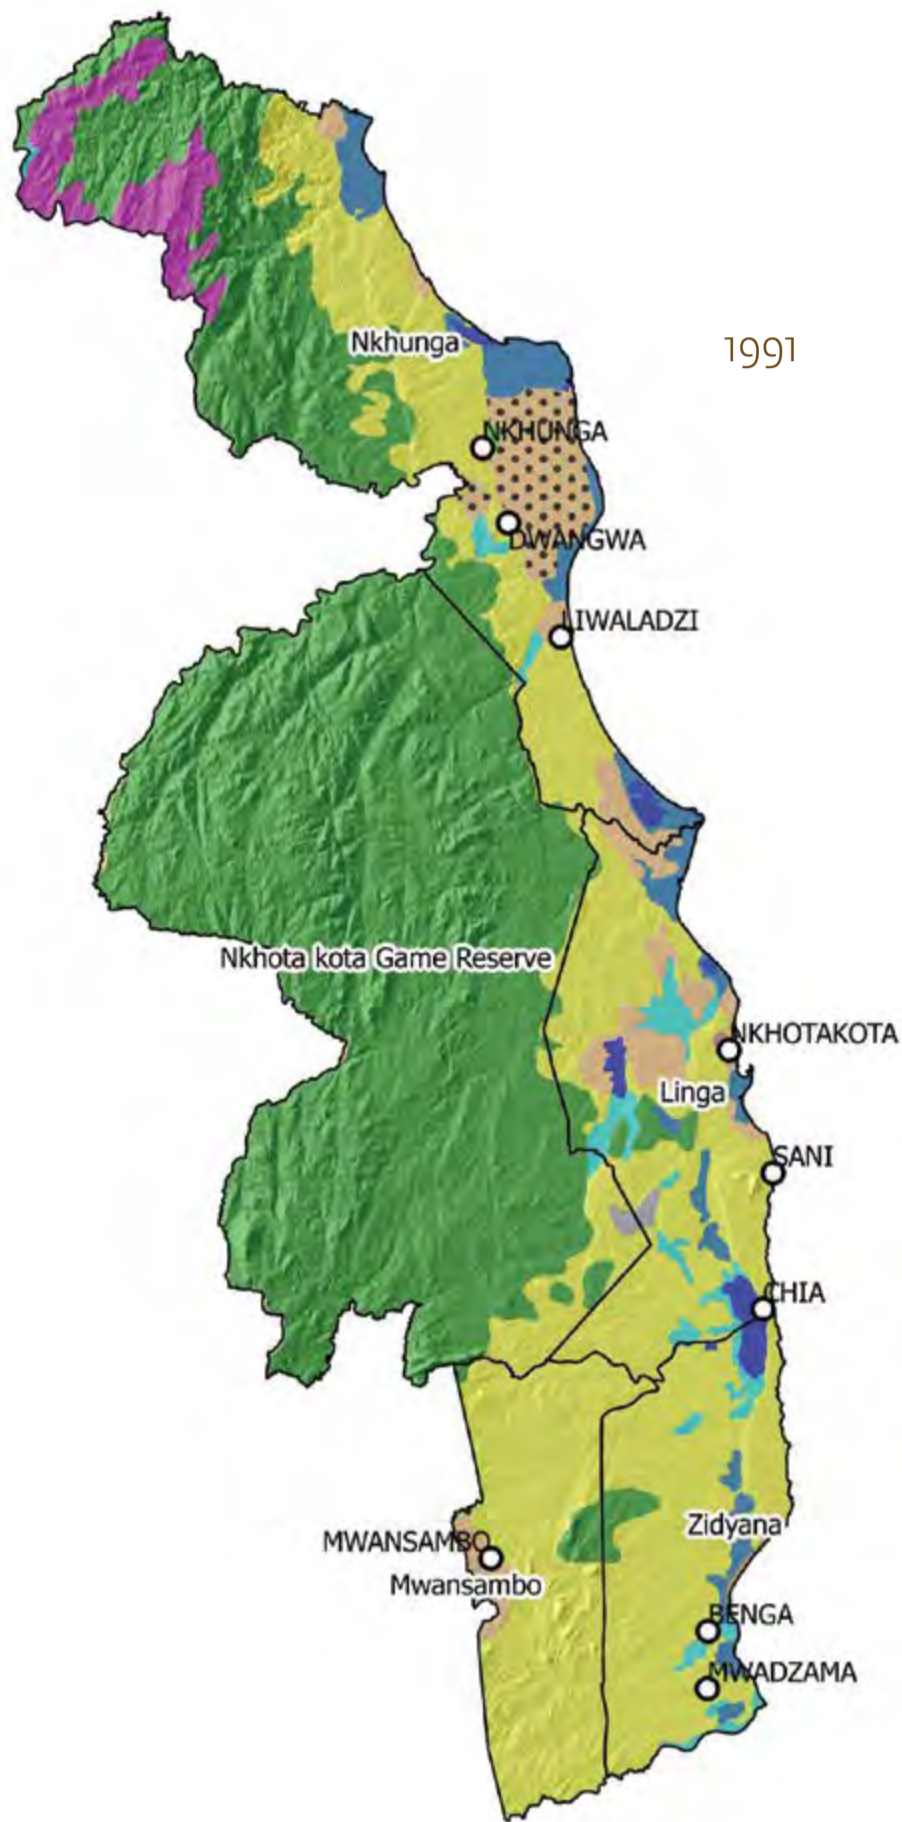 1991
Nkhunga
NKHUNGA
DWANGWA
LIWALADZI
Nkhota kota Game Reserve
NKHOTAKOTA
Linga
SANI
CHIA
Zidyana
MWANSAMBO
Mwansambo
BENGA
MWADZAMA